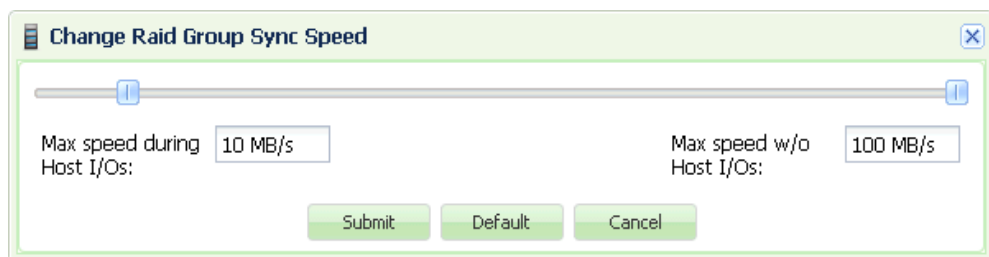 Change Raid Group Sync Speed
Max speed during
Host I/Os:
10 MB/s
Max speed w/o
Host I/Os:
100 MB/s
Submit
Default
Cancel